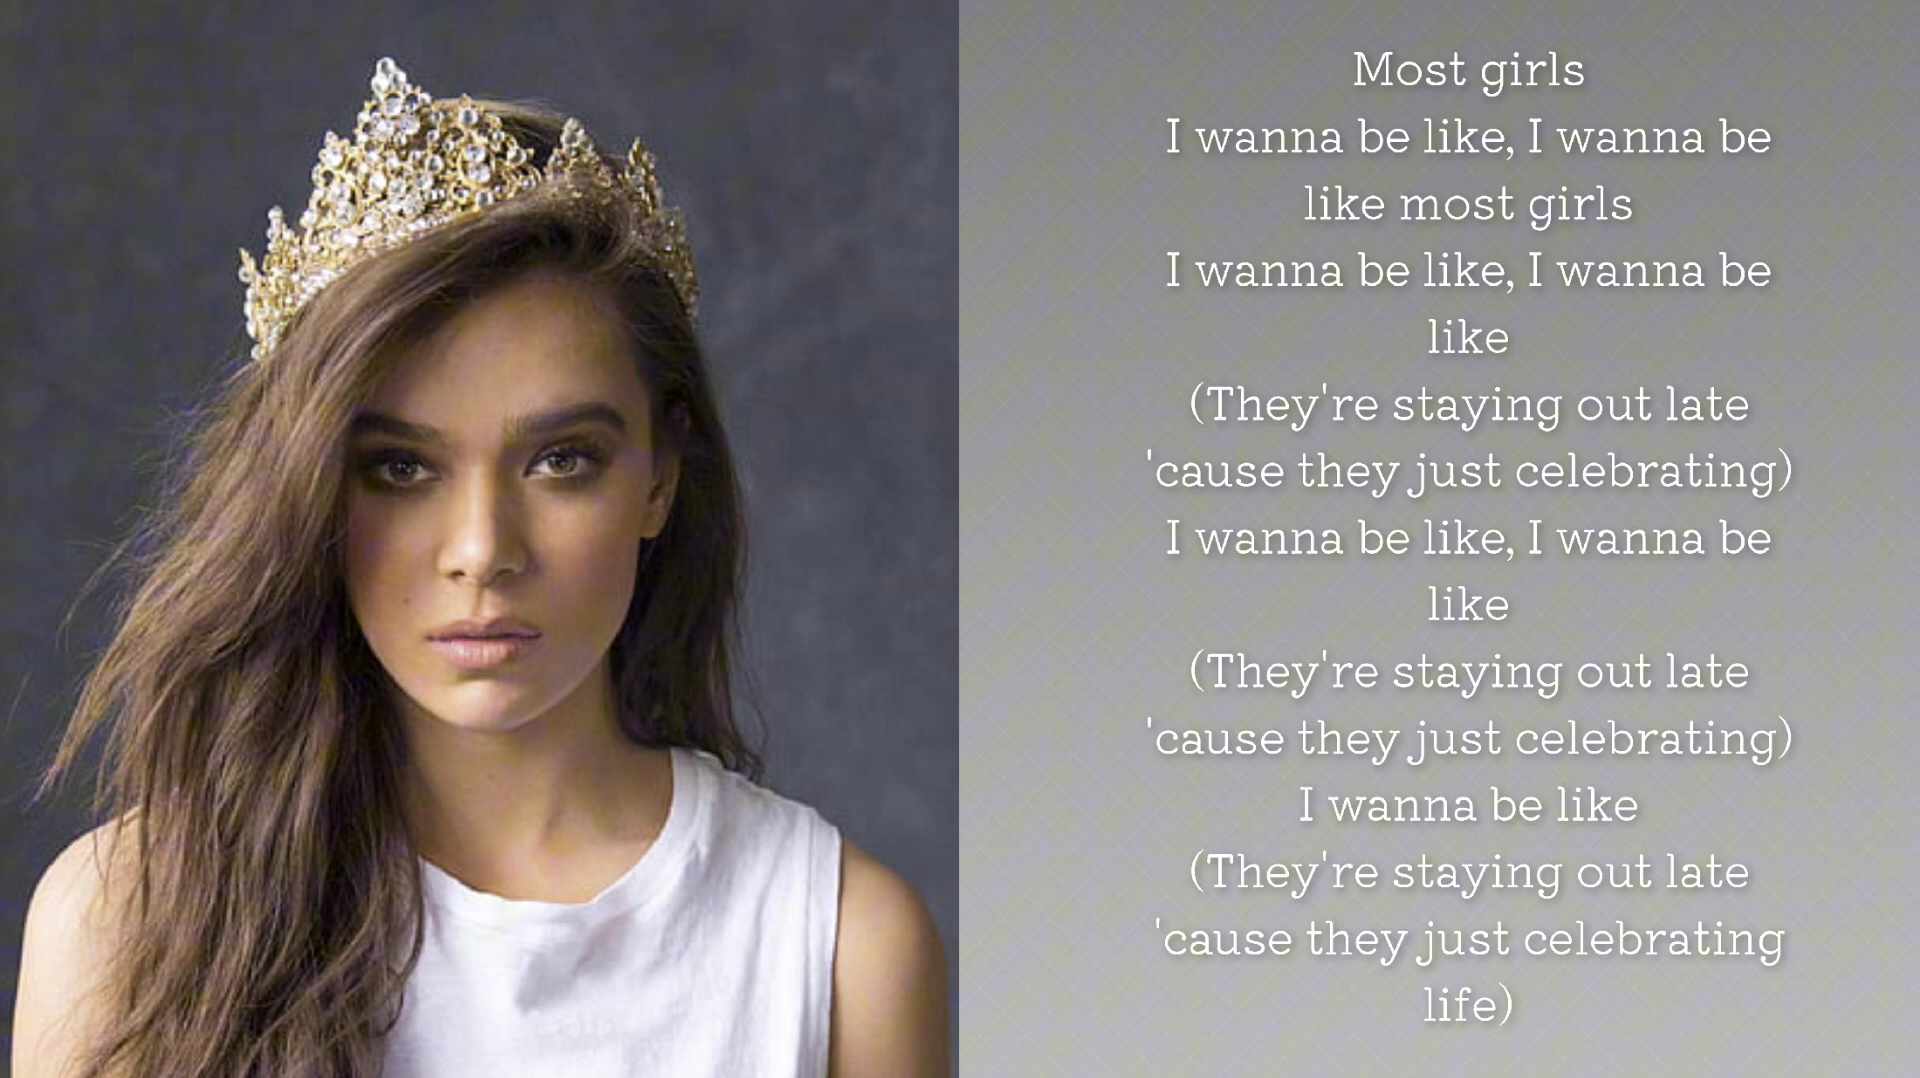 Most girls
I wanna be like, I wanna be
like most girls
I wanna be like, I wanna be
like
(They're staying out late
'cause they just celebrating)
I wanna be like, I wanna be
like
(They're staying out late
'cause they just celebrating)
I wanna be like
(They're staying out late
'cause they just celebrating
life)